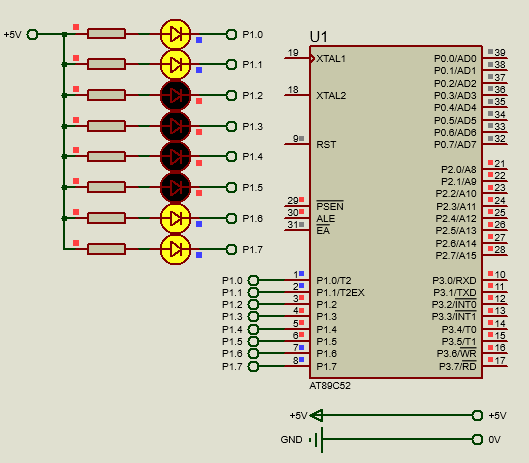 +5V
P1.0
P1.1
P1.2
P1.3
P1.4
P1.5
P1.6
P1.7
U1
19 XTAL1 P0.0/AD0 39
P0.1/AD1 38
P0.2/AD2 37
18 XTAL2 P0.3/AD3 36
P0.4/AD4 35
P0.5/AD5 34
P0.6/AD6 33
9 RST P0.7/AD7 32
P2.0/A8 21
P2.1/A9 22
P2.2/A10 23
29 PSEN P2.3/A11 24
30 ALE P2.4/A12 25
31 EA P2.5/A13 26
P2.6/A14 27
P2.7/A15 28
P1.0 1 P1.0/T2 P3.0/RXD 10
P1.1 2 P1.1/T2EX P3.1/TXD 11
P1.2 3 P1.2 P3.2/INT0 12
P1.3 4 P1.3 P3.3/INT1 13
P1.4 5 P1.4 P3.4/T0 14
P1.5 6 P1.5 P3.5/T1 15
P1.6 7 P1.6 P3.6/WR 16
P1.7 8 P1.7 P3.7/RD 17
AT89C52
+5V +5V
GND 0V